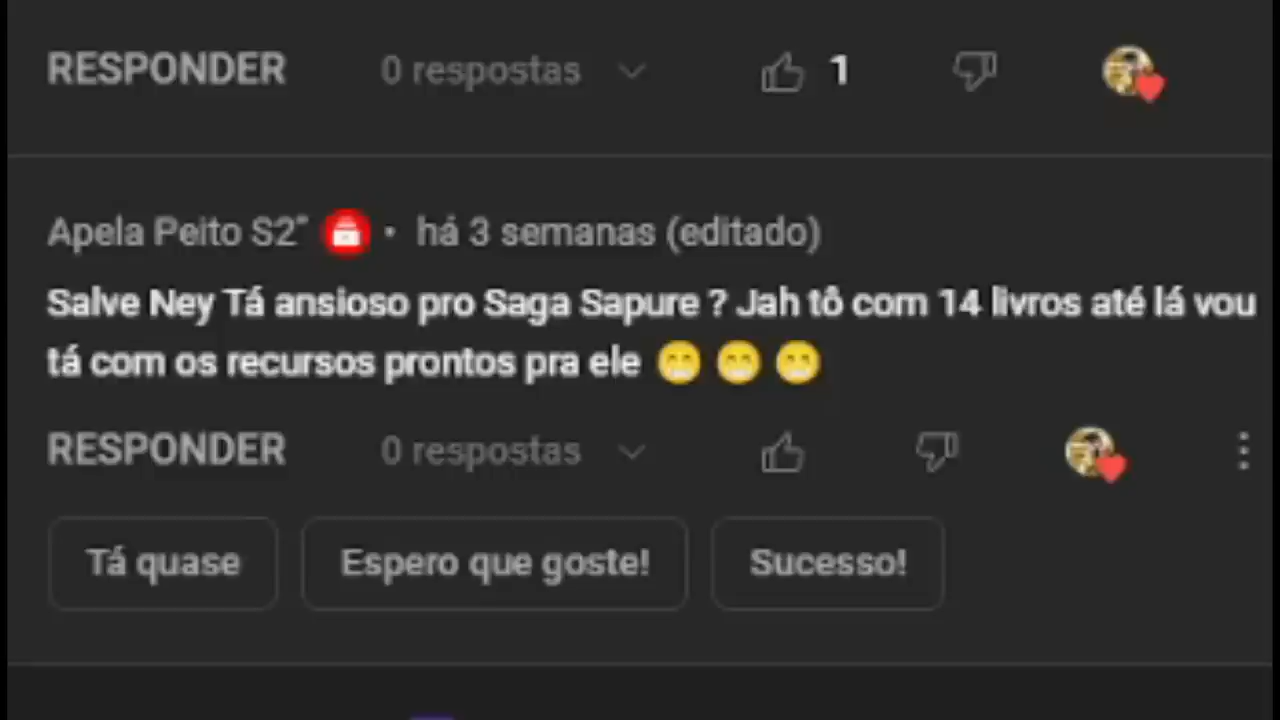 RESPONDER 0 respostas 1
Apela Peito S2" • há 3 semanas (editado)
Salve Ney Tá ansioso pro Saga Sapure ? Jah tô com 14 livros até lá vou
tá com os recursos prontos pra ele 😁 😁 😁
RESPONDER 0 respostas
Tá quase Espero que goste! Sucesso!